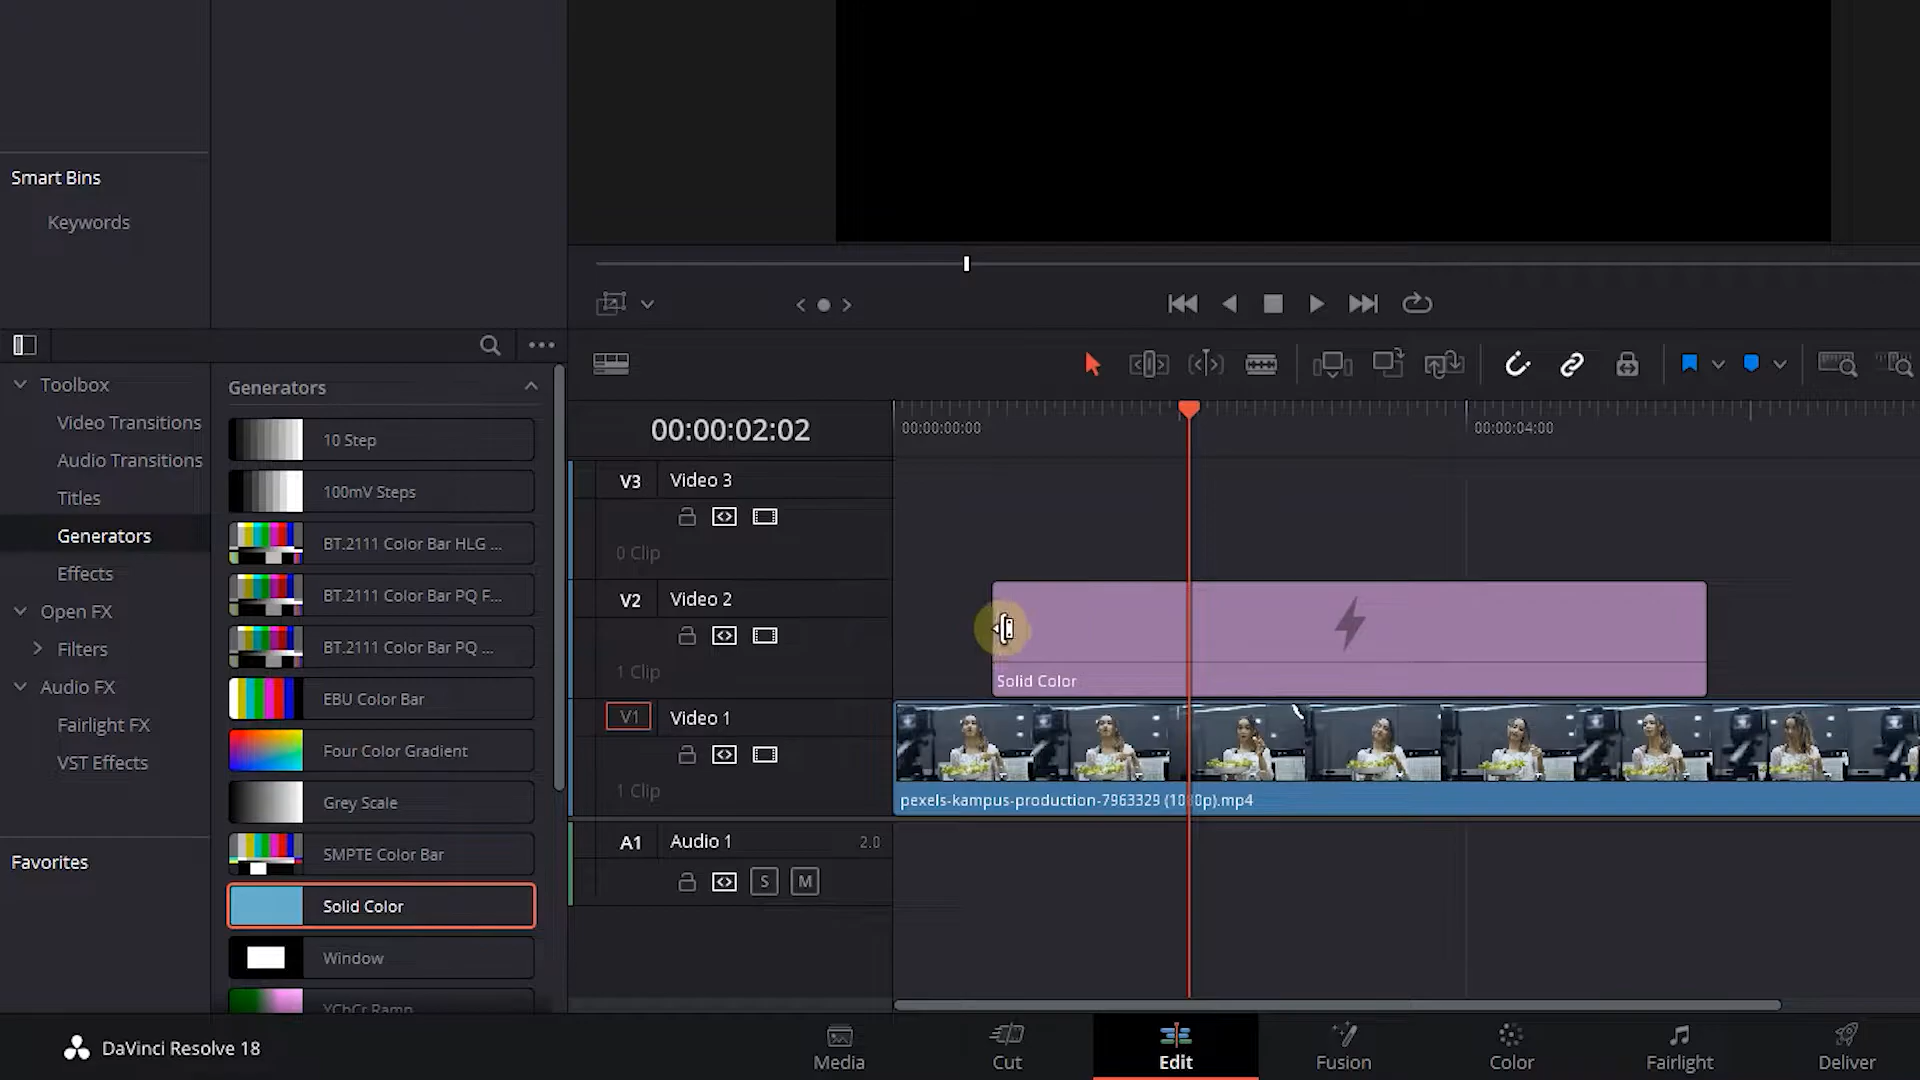 Smart Bins
Keywords
Toolbox
Video Transitions
Audio Transitions
Titles
Generators
Effects
Open FX
Filters
Audio FX
Fairlight FX
VST Effects
Favorites
Generators
10 Step
100mV Steps
BT.2111 Color Bar HLG ...
BT.2111 Color Bar PQ F...
BT.2111 Color Bar PQ ...
EBU Color Bar
Four Color Gradient
Grey Scale
SMPTE Color Bar
Solid Color
Window
YCbCr Ramp
00:00:02:02
00:00:00:00
00:00:04:00
V3 Video 3
0 Clip
V2 Video 2
1 Clip
Solid Color
V1 Video 1
1 Clip
pexels-kampus-production-7963329 (1080p).mp4
A1 Audio 1 2.0
S M
DaVinci Resolve 18
Media
Cut
Edit
Fusion
Color
Fairlight
Deliver